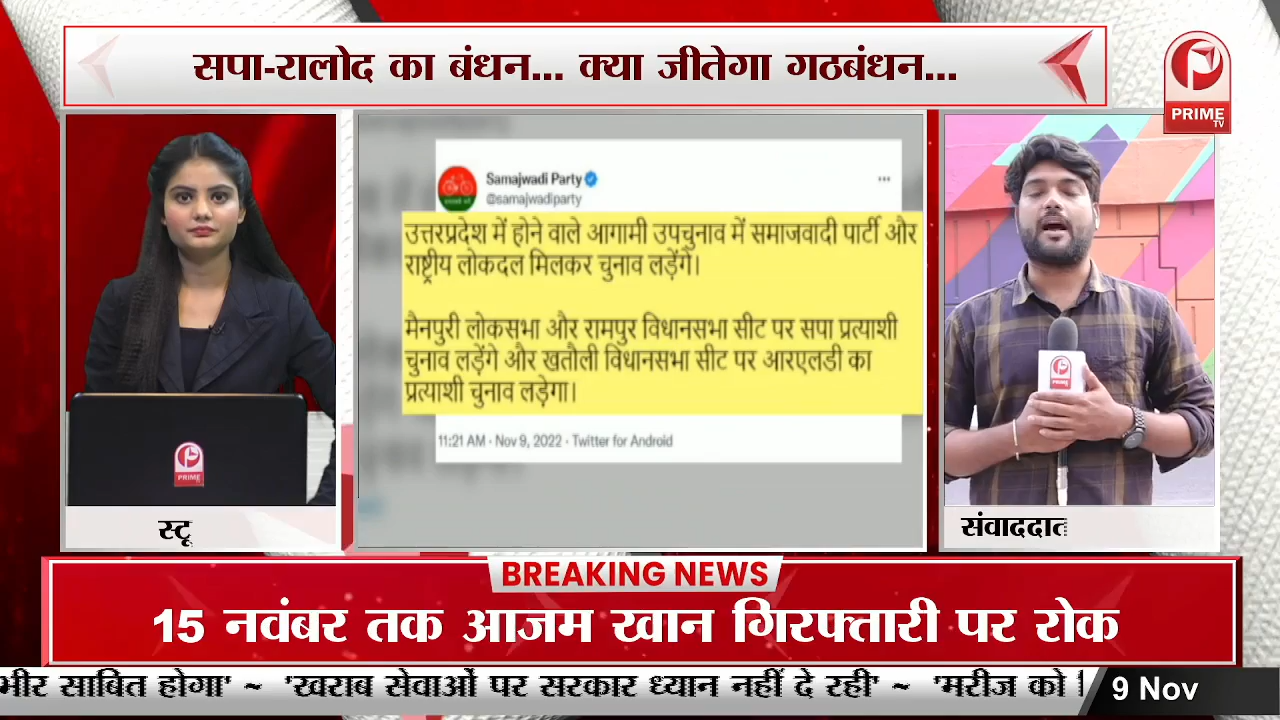 सपा-रालोद का बंधन... क्या जीतेगा गठबंधन...
PRIME
TV
Samajwadi Party
@samajwadiparty
उत्तरप्रदेश में होने वाले आगामी उपचुनाव में समाजवादी पार्टी और
राष्ट्रीय लोकदल मिलकर चुनाव लड़ेंगे।
मैनपुरी लोकसभा और रामपुर विधानसभा सीट पर सपा प्रत्याशी
चुनाव लड़ेंगे और खतौली विधानसभा सीट पर आरएलडी का
प्रत्याशी चुनाव लड़ेगा।
11:21 AM · Nov 9, 2022 · Twitter for Android
PRIME
स्टू
संवाददात
BREAKING NEWS
15 नवंबर तक आजम खान गिरफ्तारी पर रोक
भीर साबित होगा' ~ 'खराब सेवाओं पर सरकार ध्यान नहीं दे रही' ~ 'मरीज को
9 Nov